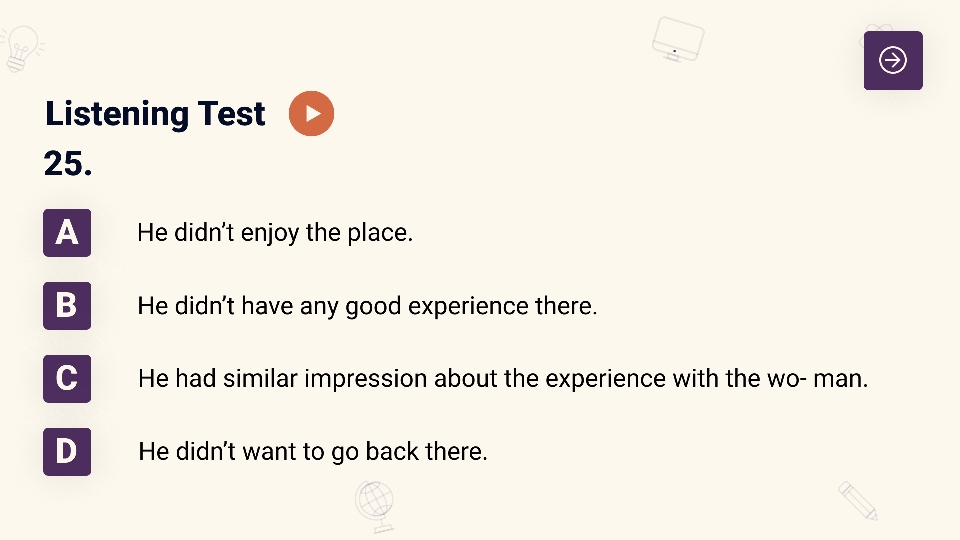 Listening Test
25.
A He didn’t enjoy the place.
B He didn’t have any good experience there.
C He had similar impression about the experience with the wo- man.
D He didn’t want to go back there.